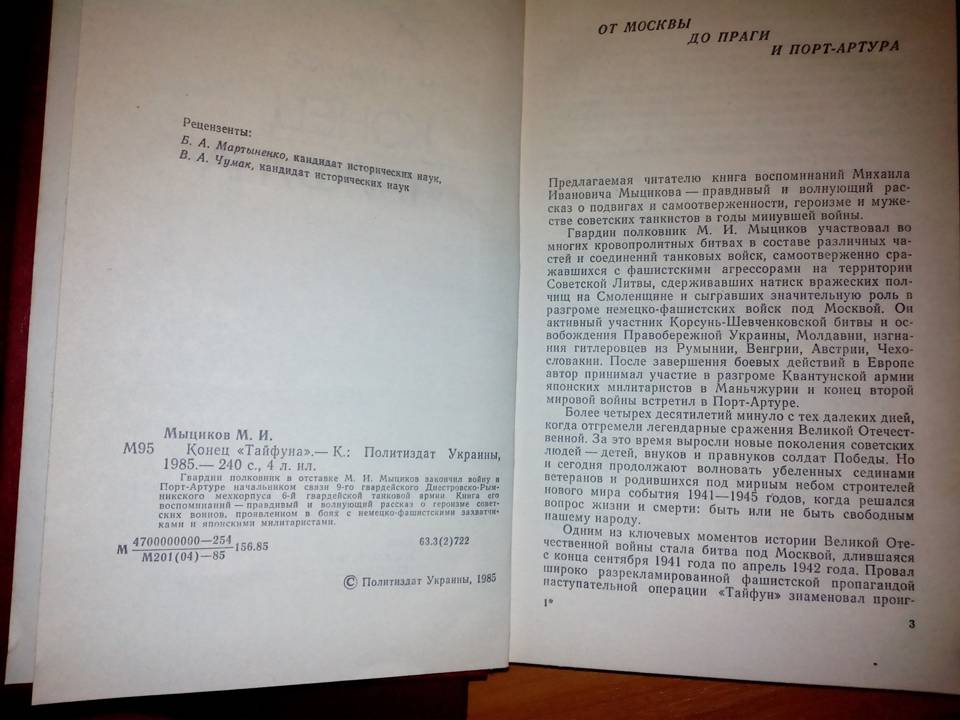 Рецензенты:
Б. А. Мартыненко, кандидат исторических наук,
В. А. Чумак, кандидат исторических наук
Мыциков М. И.
М95 Конец «Тайфуна».— К.: Политиздат Украины,
1985.— 240 с., 4 л. ил.
Гвардии полковник в отставке М. И. Мыциков закончил войну в
Порт-Артуре начальником связи 9-го гвардейского Днестровско-Рым-
никского мехкорпуса 6-й гвардейской танковой армии. Книга его
воспоминаний — правдивый и волнующий рассказ о героизме совет-
ских воинов, проявленном в боях с немецко-фашистскими захватчи-
ками и японскими милитаристами.
М 4700000000—254 156.85 63.3(2)722
М201(04)—85
© Политиздат Украины, 1985
ОТ МОСКВЫ
ДО ПРАГИ
И ПОРТ-АРТУРА
Предлагаемая читателю книга воспоминаний Михаила
Ивановича Мыцикова — правдивый и волнующий рас-
сказ о подвигах и самоотверженности, героизме и муже-
стве советских танкистов в годы минувшей войны.
Гвардии полковник М. И. Мыциков участвовал во
многих кровопролитных битвах в составе различных ча-
стей и соединений танковых войск, самоотверженно сра-
жавшихся с фашистскими агрессорами на территории
Советской Литвы, сдерживавших натиск вражеских пол-
чищ на Смоленщине и сыгравших значительную роль в
разгроме немецко-фашистских войск под Москвой. Он
активный участник Корсунь-Шевченковской битвы и ос-
вобождения Правобережной Украины, Молдавии, изгна-
ния гитлеровцев из Румынии, Венгрии, Австрии, Чехо-
словакии. После завершения боевых действий в Европе
автор принимал участие в разгроме Квантунской армии
японских милитаристов в Маньчжурии и конец второй
мировой войны встретил в Порт-Артуре.
Более четырех десятилетий минуло с тех далеких дней,
когда отгремели легендарные сражения Великой Отечест-
венной. За это время выросли новые поколения советских
людей — детей, внуков и правнуков солдат Победы. Но
и сегодня продолжают волновать убеленных сединами
ветеранов и родившихся под мирным небом строителей
нового мира события 1941—1945 годов, когда решался
вопрос жизни и смерти: быть или не быть свободным
нашему народу.
Одним из ключевых моментов истории Великой Оте-
чественной войны стала битва под Москвой, длившаяся
с конца сентября 1941 года по апрель 1942 года. Провал
широко разрекламированной фашистской пропагандой
наступательной операции «Тайфун» знаменовал проиг-
1*
3